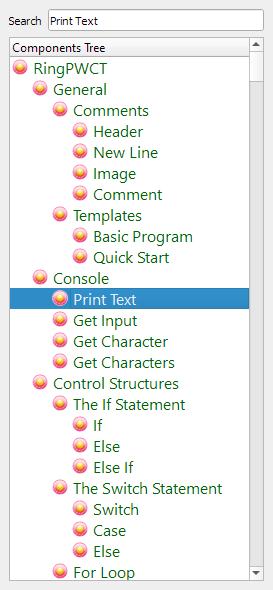 Search Print Text
Components Tree
RingPWCT
General
Comments
Header
New Line
Image
Comment
Templates
Basic Program
Quick Start
Console
Print Text
Get Input
Get Character
Get Characters
Control Structures
The If Statement
If
Else
Else If
The Switch Statement
Switch
Case
Else
For Loop